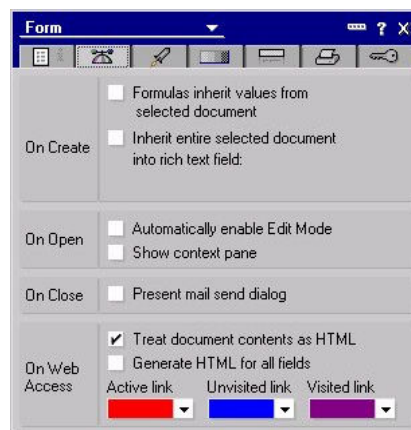 Form
? X
i
On Create
Formulas inherit values from
selected document
Inherit entire selected document
into rich text field:
On Open
Automatically enable Edit Mode
Show context pane
On Close
Present mail send dialog
On Web
Access
Treat document contents as HTML
Generate HTML for all fields
Active link Unvisited link Visited link